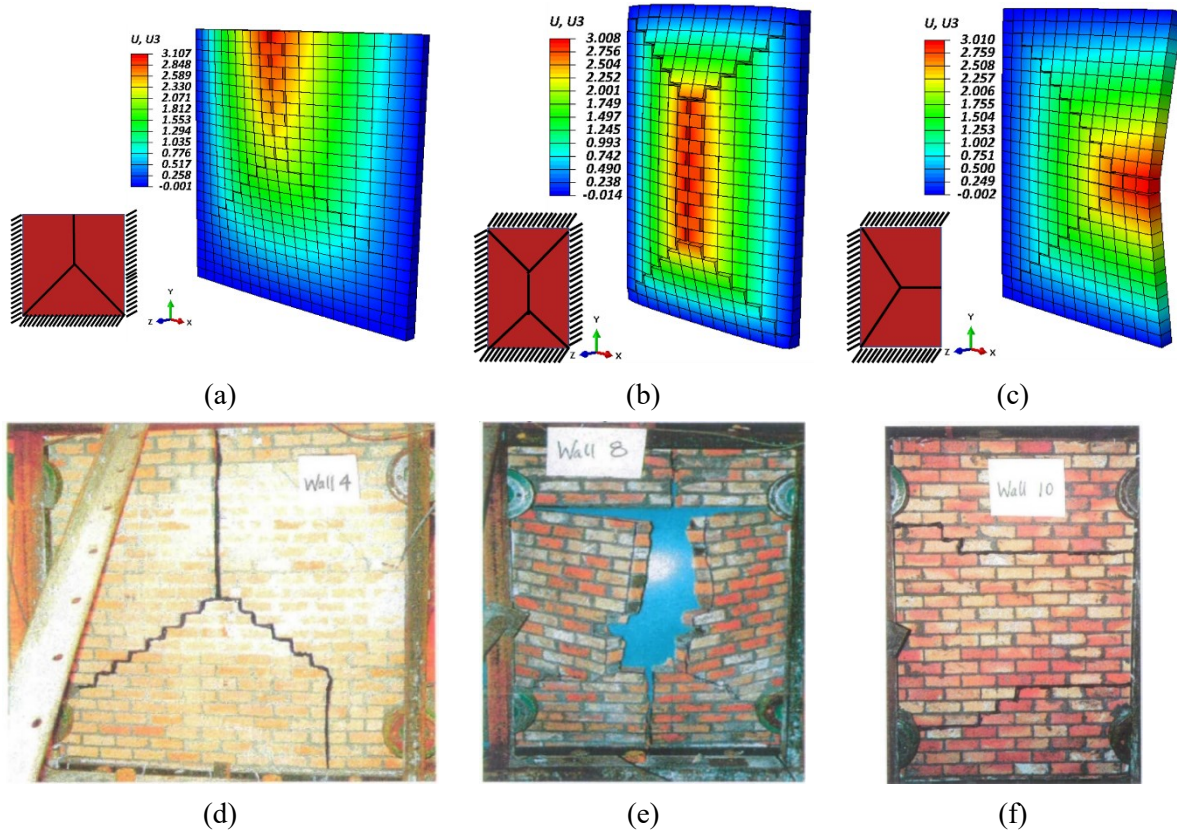 U, U3
3.107
2.848
2.589
2.330
2.071
1.812
1.553
1.294
1.035
0.776
0.517
0.258
-0.001
Y
Z
X
(a)
U, U3
3.008
2.756
2.504
2.252
2.001
1.749
1.497
1.245
0.993
0.742
0.490
0.238
-0.014
Y
Z
X
(b)
U, U3
3.010
2.759
2.508
2.257
2.006
1.755
1.504
1.253
1.002
0.751
0.500
0.249
-0.002
Y
Z
X
(c)
Wall 4
(d)
Wall 8
(e)
Wall 10
(f)